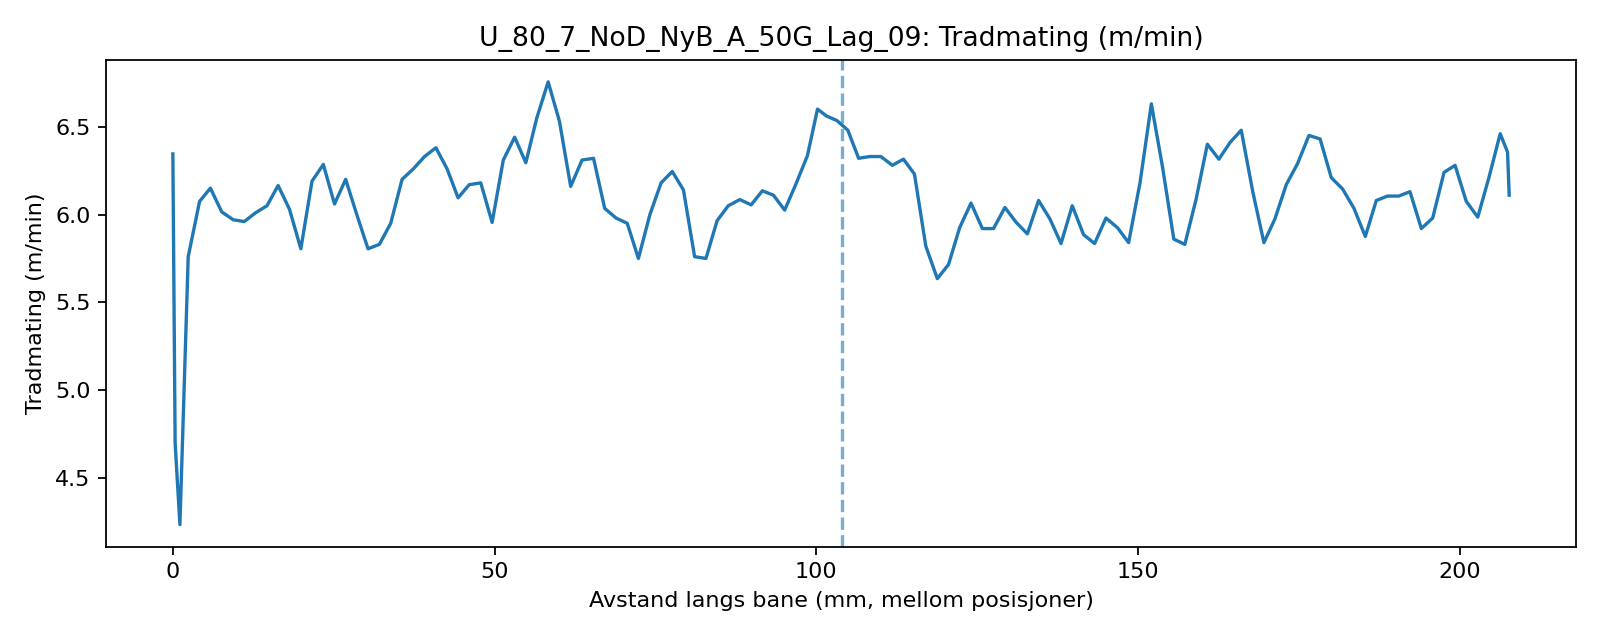 U_80_7_NoD_NyB_A_50G_Lag_09: Tradmating (m/min)
Tradmating (m/min)
6.5
6.0
5.5
5.0
4.5
0 50 100 150 200
Avstand langs bane (mm, mellom posisjoner)